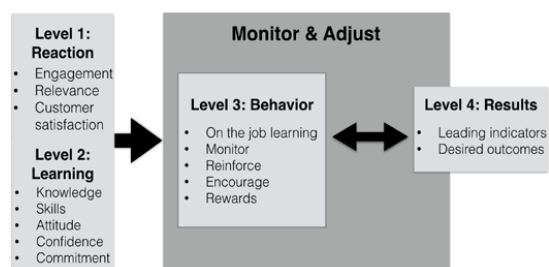 Level 1:
Reaction
• Engagement
• Relevance
• Customer
satisfaction
Level 2:
Learning
• Knowledge
• Skills
• Attitude
• Confidence
• Commitment
Monitor & Adjust
Level 3: Behavior
• On the job learning
• Monitor
• Reinforce
• Encourage
• Rewards
Level 4: Results
• Leading indicators
• Desired outcomes